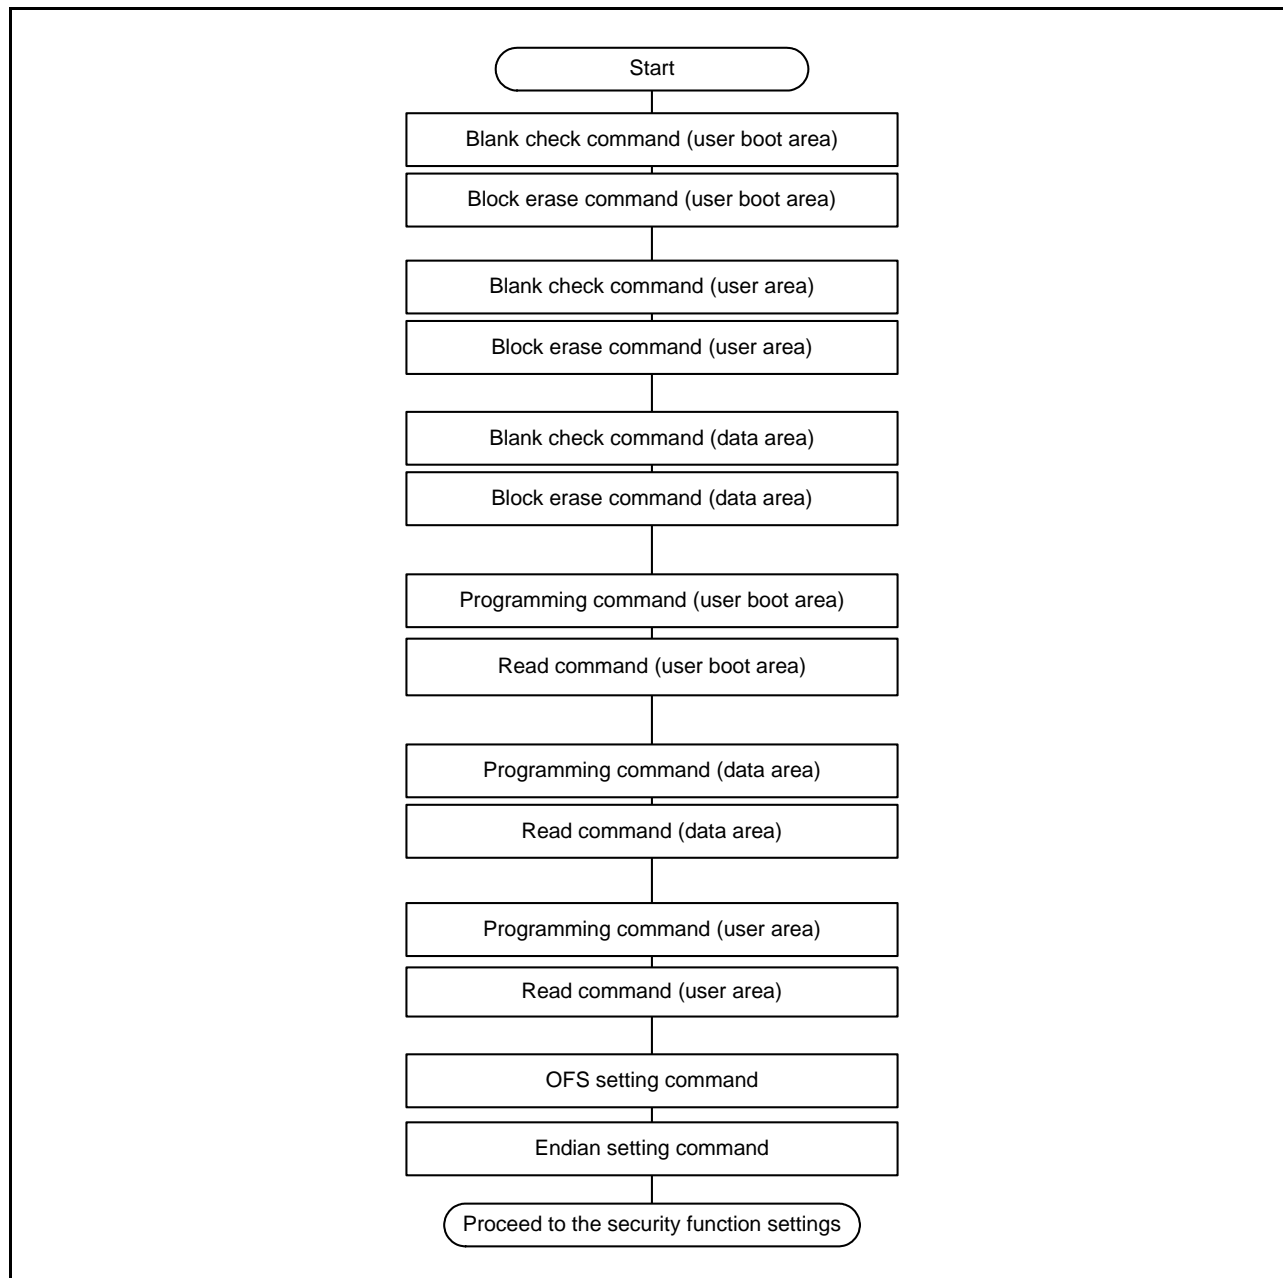 Start
Blank check command (user boot area)
Block erase command (user boot area)
Blank check command (user area)
Block erase command (user area)
Blank check command (data area)
Block erase command (data area)
Programming command (user boot area)
Read command (user boot area)
Programming command (data area)
Read command (data area)
Programming command (user area)
Read command (user area)
OFS setting command
Endian setting command
Proceed to the security function settings